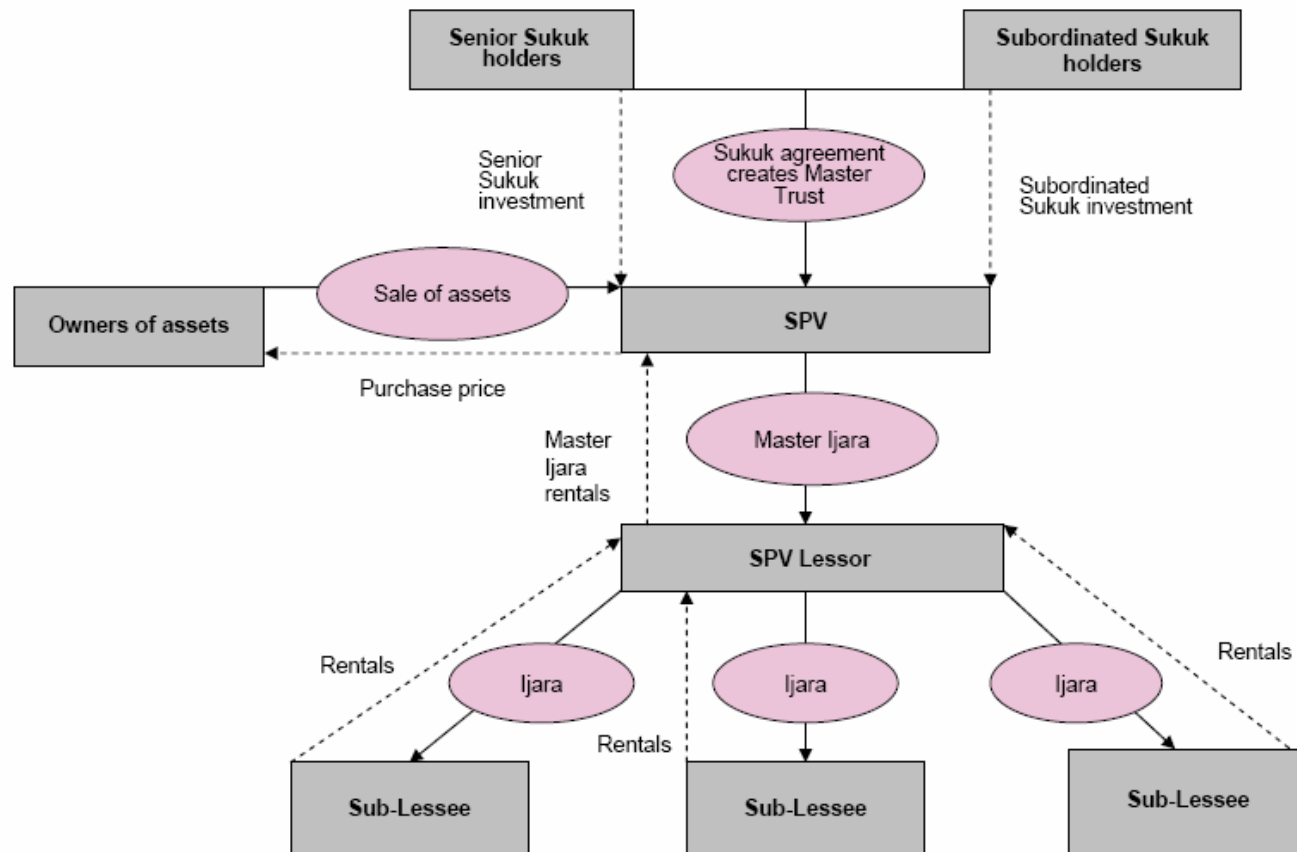 Senior Sukuk
holders
Subordinated Sukuk
holders
Senior
Sukuk
investment
Sukuk agreement
creates Master
Trust
Subordinated
Sukuk investment
Sale of assets
Owners of assets
SPV
Purchase price
Master
Ijara
rentals
Master Ijara
SPV Lessor
Rentals
Ijara
Ijara
Ijara
Rentals
Rentals
Sub-Lessee
Sub-Lessee
Sub-Lessee